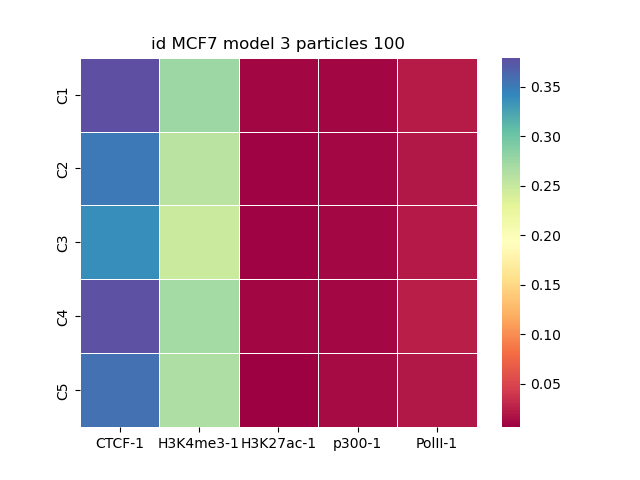 id MCF7 model 3 particles 100
C1
C2
C3
C4
C5
CTCF-1 H3K4me3-1 H3K27ac-1 p300-1 PolII-1
0.35
0.30
0.25
0.20
0.15
0.10
0.05